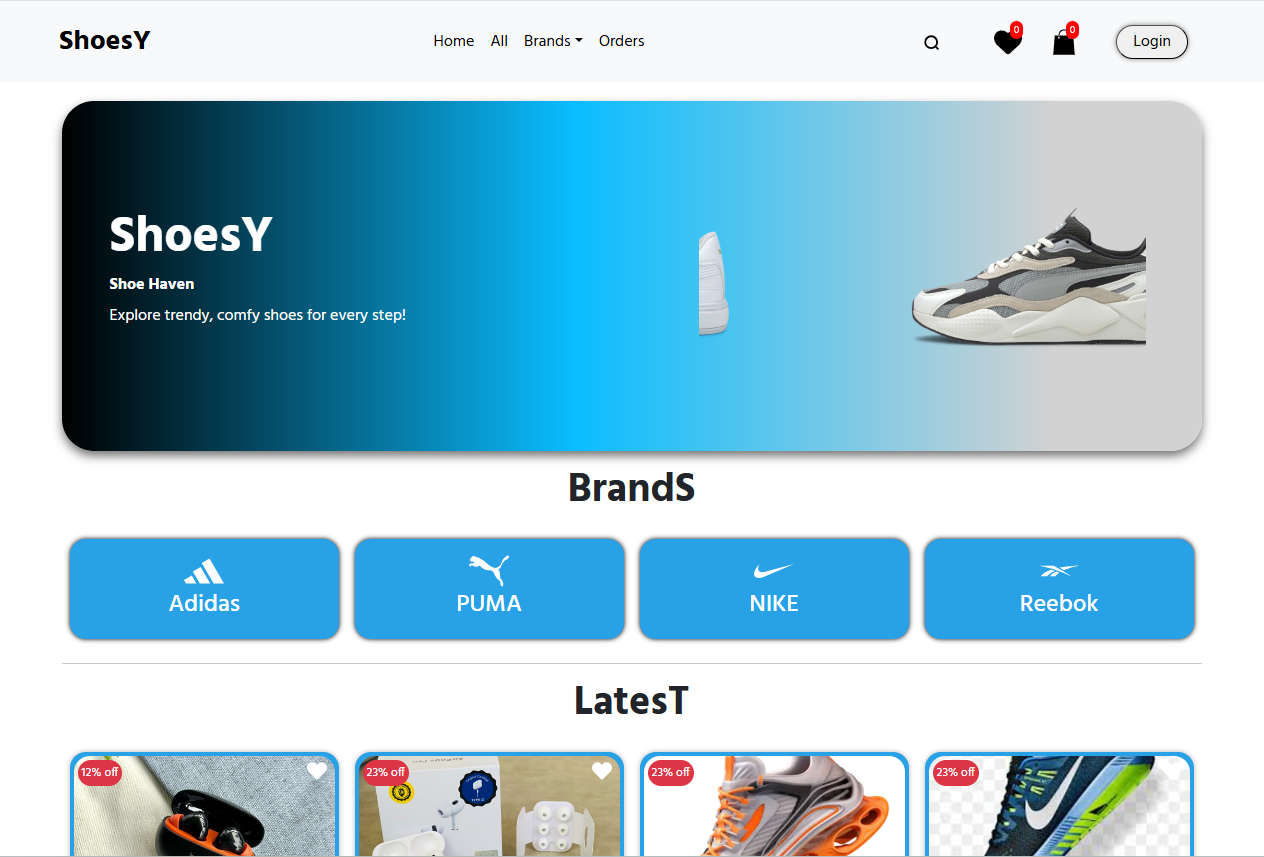 ShoesY
Home All Brands Orders
0
0
Login
ShoesY
Shoe Haven
Explore trendy, comfy shoes for every step!
BrandS
Adidas
PUMA
NIKE
Reebok
LatesT
12% off
23% off
23% off
23% off
TYPE-C